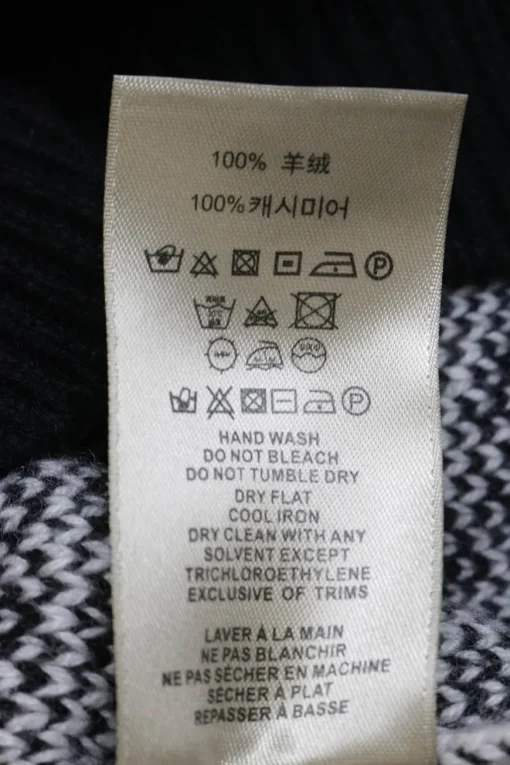 100% 羊绒
100% 캐시미어
P
P
HAND WASH
DO NOT BLEACH
DO NOT TUMBLE DRY
DRY FLAT
COOL IRON
DRY CLEAN WITH ANY
SOLVENT EXCEPT
TRICHLOROETHYLENE
EXCLUSIVE OF TRIMS
LAVER À LA MAIN
NE PAS BLANCHIR
NE PAS SÉCHER EN MACHINE
SÉCHER À PLAT
REPASSER À BASSE